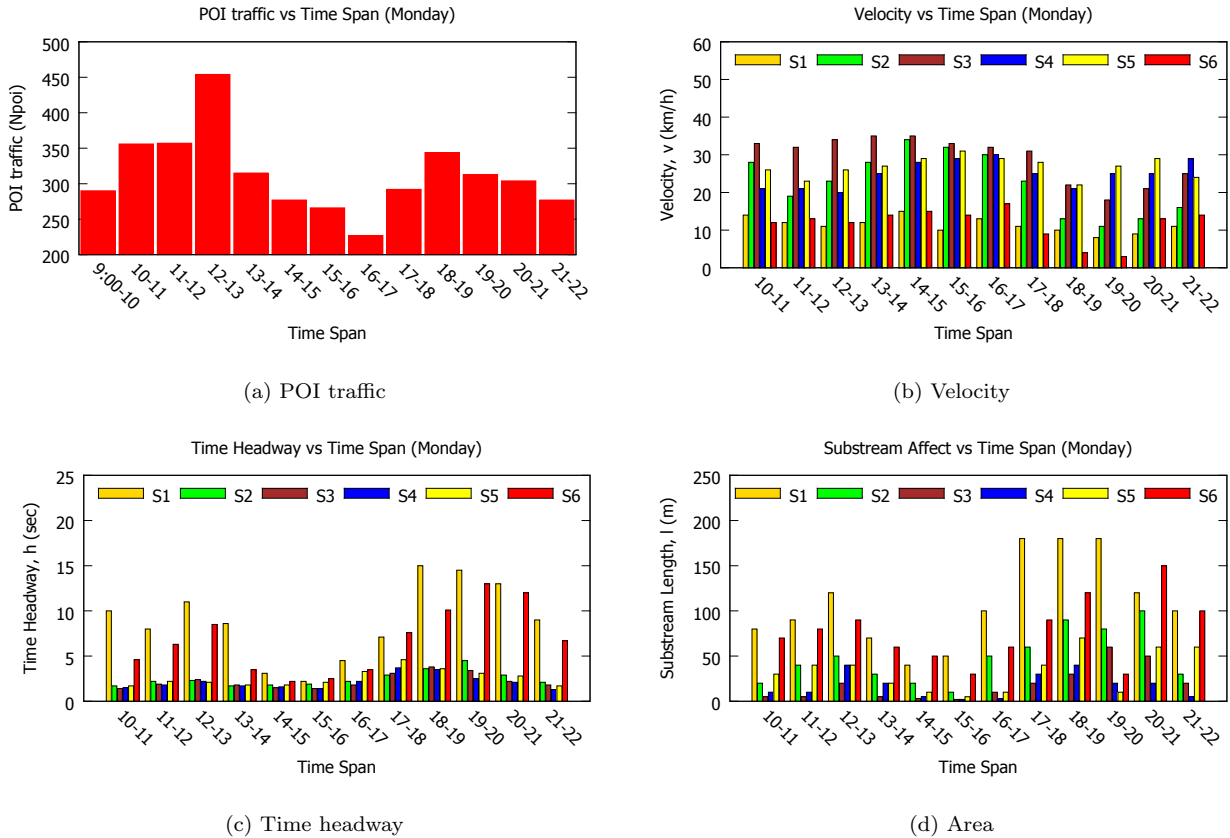 POI traffic vs Time Span (Monday)
POI traffic (Npoi)
500
450
400
350
300
250
200
9:00-10 10-11 11-12 12-13 13-14 14-15 15-16 16-17 17-18 18-19 19-20 20-21 21-22
Time Span
(a) POI traffic
Velocity vs Time Span (Monday)
Velocity, v (km/h)
60
50
40
30
20
10
0
S1 S2 S3 S4 S5 S6
10-11 11-12 12-13 13-14 14-15 15-16 16-17 17-18 18-19 19-20 20-21 21-22
Time Span
(b) Velocity
Time Headway vs Time Span (Monday)
Time Headway, h (sec)
25
20
15
10
5
0
S1 S2 S3 S4 S5 S6
10-11 11-12 12-13 13-14 14-15 15-16 16-17 17-18 18-19 19-20 20-21 21-22
Time Span
(c) Time headway
Substream Affect vs Time Span (Monday)
Substream Length, l (m)
250
200
150
100
50
0
S1 S2 S3 S4 S5 S6
10-11 11-12 12-13 13-14 14-15 15-16 16-17 17-18 18-19 19-20 20-21 21-22
Time Span
(d) Area